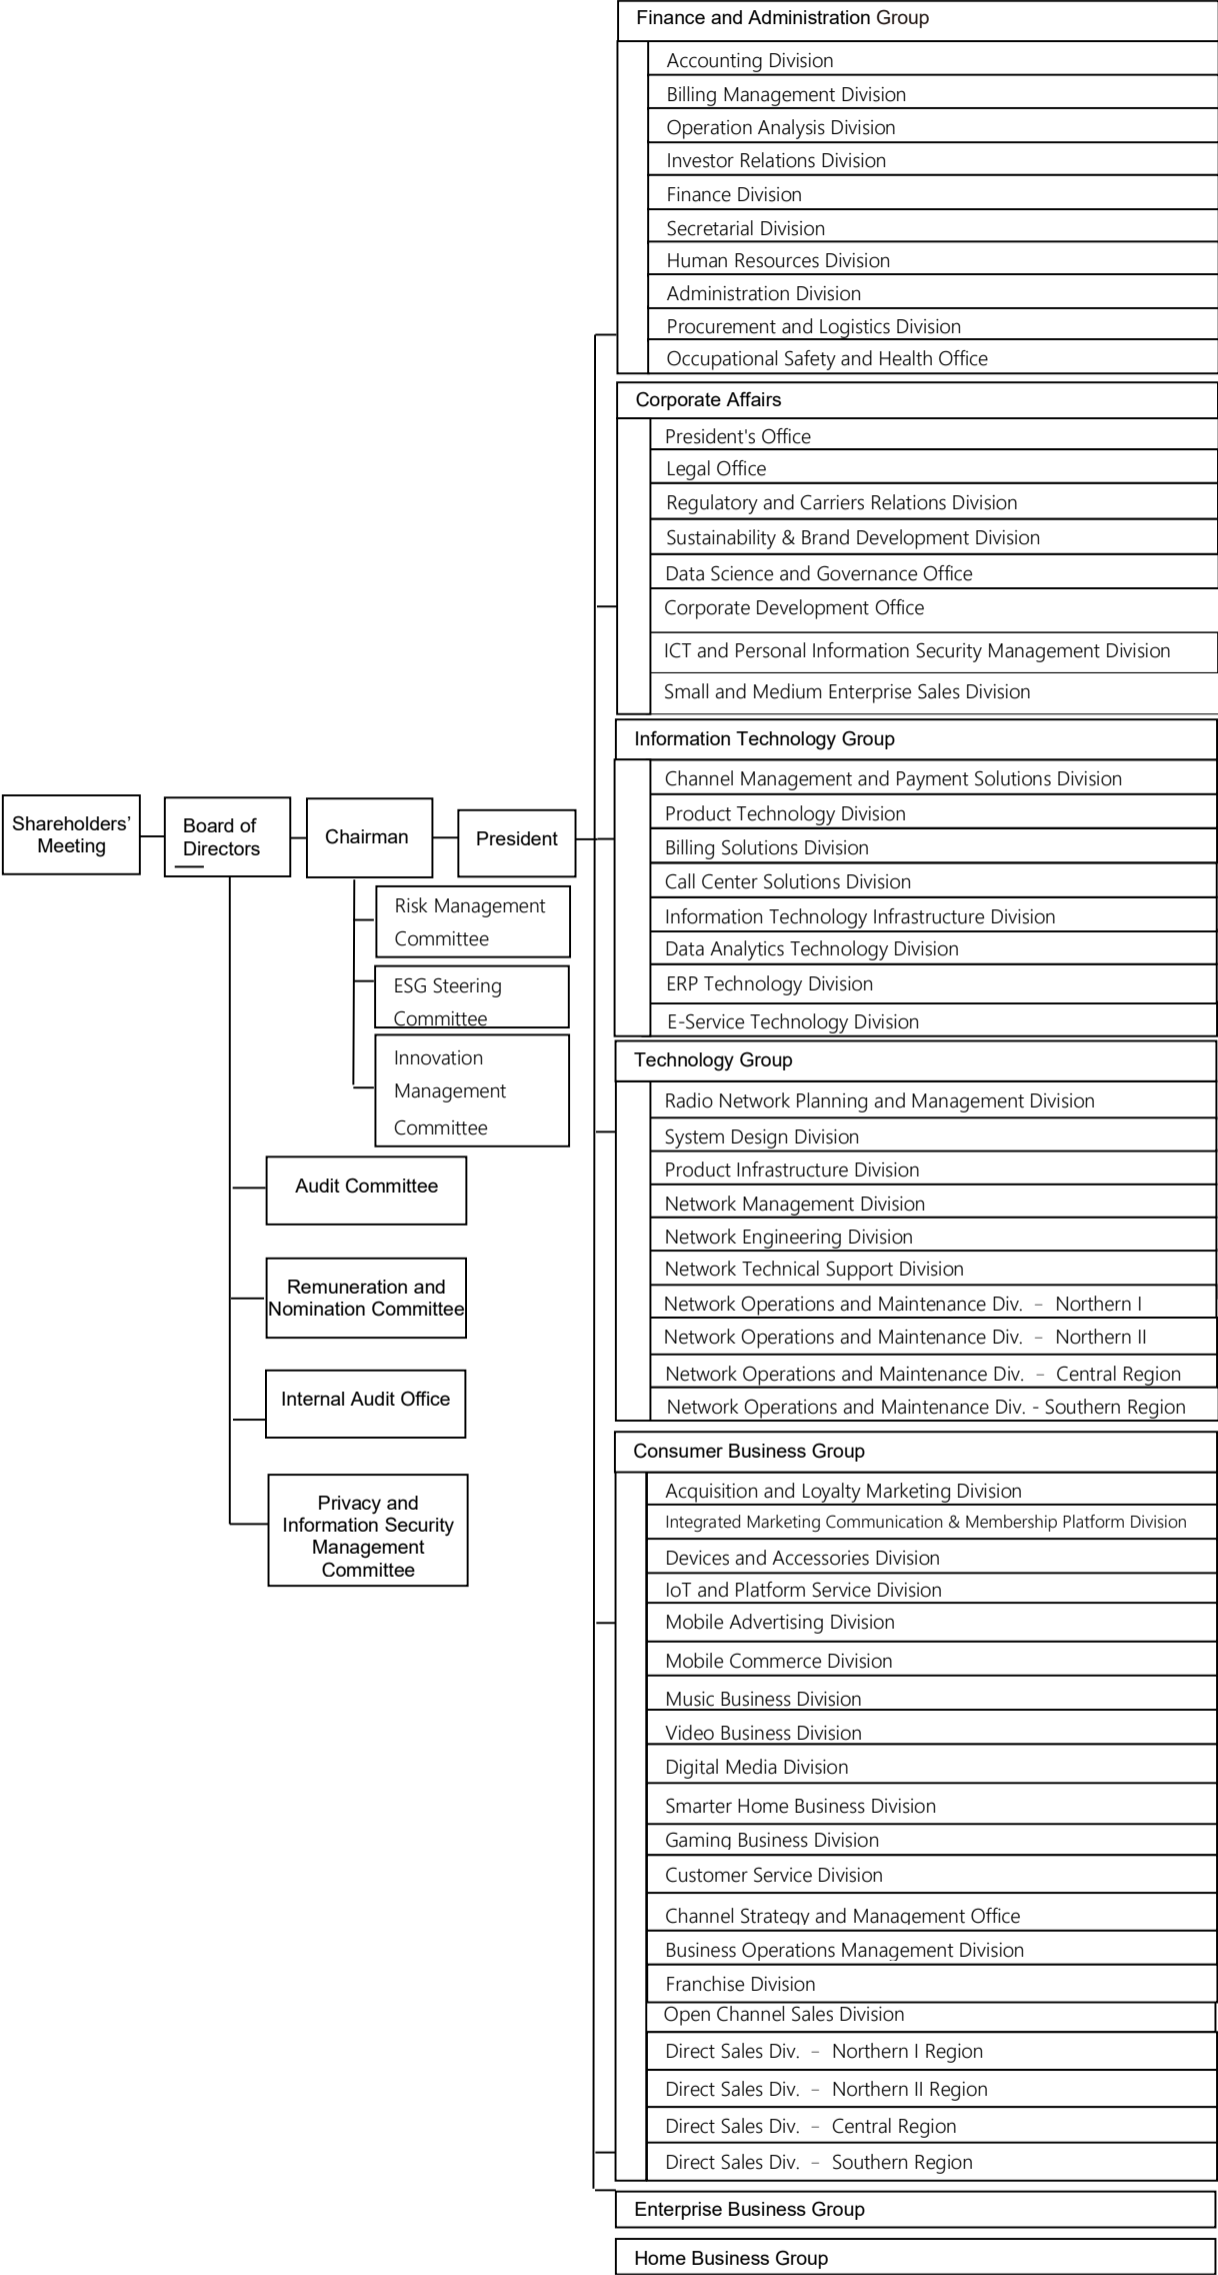 Finance and Administration Group
Accounting Division
Billing Management Division
Operation Analysis Division
Investor Relations Division
Finance Division
Secretarial Division
Human Resources Division
Administration Division
Procurement and Logistics Division
Occupational Safety and Health Office
Corporate Affairs
President's Office
Legal Office
Regulatory and Carriers Relations Division
Sustainability & Brand Development Division
Data Science and Governance Office
Corporate Development Office
ICT and Personal Information Security Management Division
Small and Medium Enterprise Sales Division
Information Technology Group
Channel Management and Payment Solutions Division
Product Technology Division
Billing Solutions Division
Call Center Solutions Division
Information Technology Infrastructure Division
Data Analytics Technology Division
ERP Technology Division
E-Service Technology Division
Shareholders’
Meeting
Board of
Directors
Chairman
President
Risk Management
Committee
ESG Steering
Committee
Innovation
Management
Committee
Audit Committee
Remuneration and
Nomination Committee
Internal Audit Office
Privacy and
Information Security
Management
Committee
Technology Group
Radio Network Planning and Management Division
System Design Division
Product Infrastructure Division
Network Management Division
Network Engineering Division
Network Technical Support Division
Network Operations and Maintenance Div. － Northern I
Network Operations and Maintenance Div. － Northern II
Network Operations and Maintenance Div. － Central Region
Network Operations and Maintenance Div. - Southern Region
Consumer Business Group
Acquisition and Loyalty Marketing Division
Integrated Marketing Communication & Membership Platform Division
Devices and Accessories Division
IoT and Platform Service Division
Mobile Advertising Division
Mobile Commerce Division
Music Business Division
Video Business Division
Digital Media Division
Smarter Home Business Division
Gaming Business Division
Customer Service Division
Channel Strategy and Management Office
Business Operations Management Division
Franchise Division
Open Channel Sales Division
Direct Sales Div. － Northern I Region
Direct Sales Div. － Northern II Region
Direct Sales Div. － Central Region
Direct Sales Div. － Southern Region
Enterprise Business Group
Home Business Group